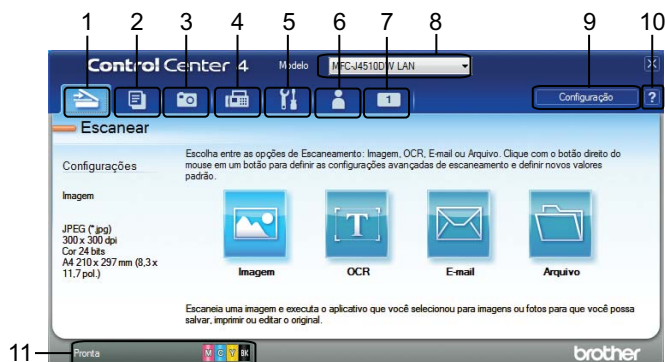 1 2 3 4 5 6 7 8 9 10
ControlCenter 4 Modelo MFC-J4510DW LAN X
1 Configuração ?
Escanear
Configurações
Escolha entre as opções de Escaneamento: Imagem, OCR, E-mail ou Arquivo. Clique com o botão direito do
mouse em um botão para definir as configurações avançadas de escaneamento e definir novos valores
padrão.
Imagem
JPEG (*.jpg)
300 x 300 dpi
Cor 24 bits
A4 210 x 297 mm (8,3 x
11,7 pol.)
T
Imagem OCR E-mail Arquivo
Escaneia uma imagem e executa o aplicativo que você selecionou para imagens ou fotos para que você possa
salvar, imprimir ou editar o original.
11 Pronta M C Y BK brother